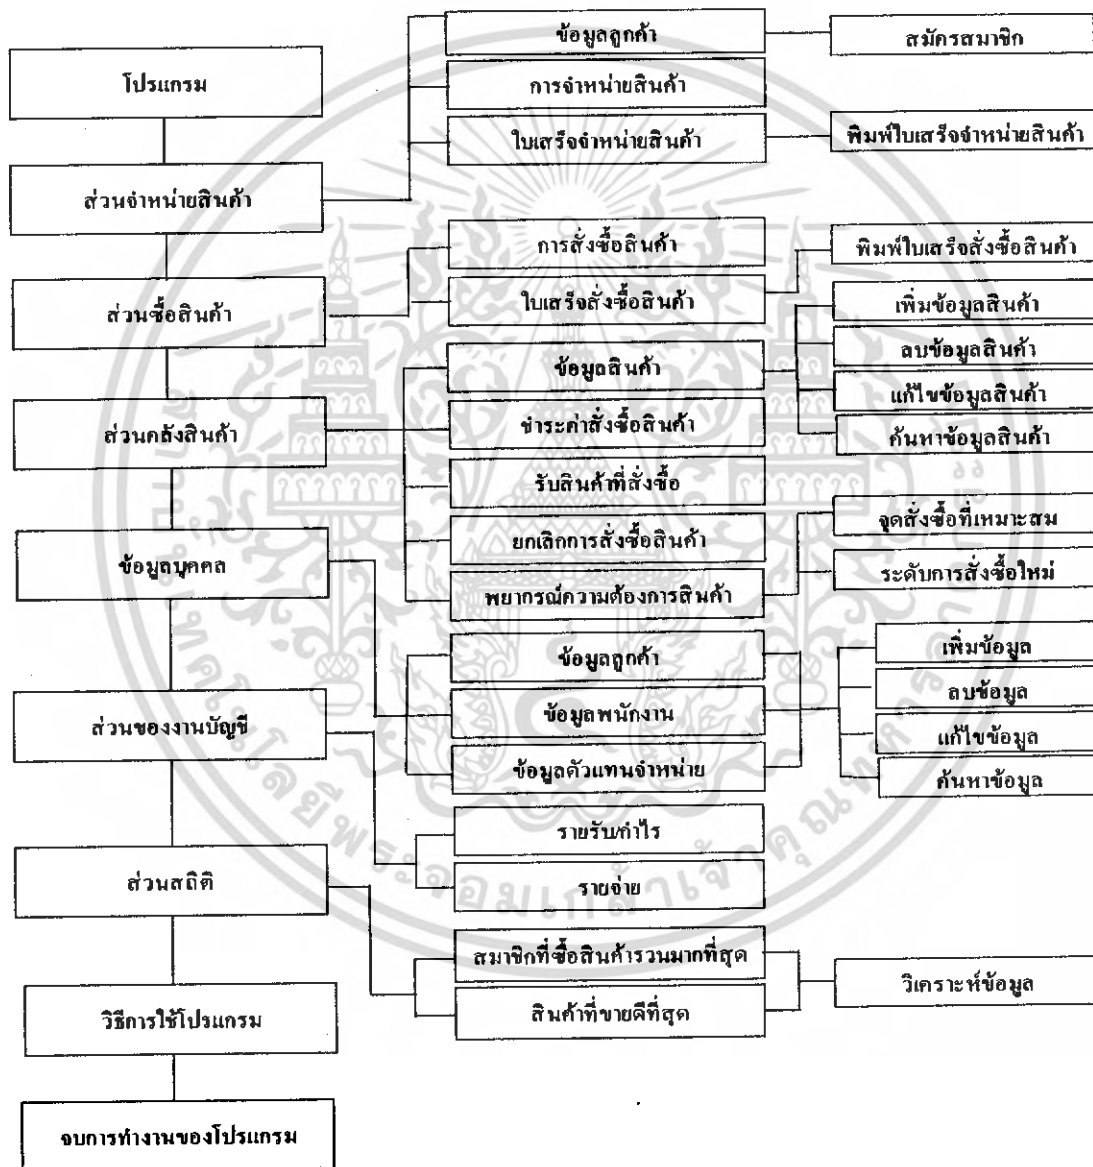 โปรแกรม
ส่วนจำหน่ายสินค้า
ส่วนซื้อสินค้า
ส่วนคลังสินค้า
ข้อมูลบุคคล
ส่วนของงานบัญชี
ส่วนสถิติ
วิธีการใช้โปรแกรม
จบการทำงานของโปรแกรม
ข้อมูลลูกค้า
การจำหน่ายสินค้า
ใบเสร็จจำหน่ายสินค้า
การสั่งซื้อสินค้า
ใบเสร็จสั่งซื้อสินค้า
ข้อมูลสินค้า
ชำระค่าสั่งซื้อสินค้า
รับสินค้าที่สั่งซื้อ
ยกเลิกการสั่งซื้อสินค้า
พยากรณ์ความต้องการสินค้า
ข้อมูลลูกค้า
ข้อมูลพนักงาน
ข้อมูลตัวแทนจำหน่าย
รายรับ/กำไร
รายจ่าย
สมาชิกที่ซื้อสินค้ารวมมากที่สุด
สินค้าที่ขายดีที่สุด
สมัครสมาชิก
พิมพ์ใบเสร็จจำหน่ายสินค้า
พิมพ์ใบเสร็จสั่งซื้อสินค้า
เพิ่มข้อมูลสินค้า
ลบข้อมูลสินค้า
แก้ไขข้อมูลสินค้า
ค้นหาข้อมูลสินค้า
จุดสั่งซื้อที่เหมาะสม
ระดับการสั่งซื้อใหม่
เพิ่มข้อมูล
ลบข้อมูล
แก้ไขข้อมูล
ค้นหาข้อมูล
วิเคราะห์ข้อมูล